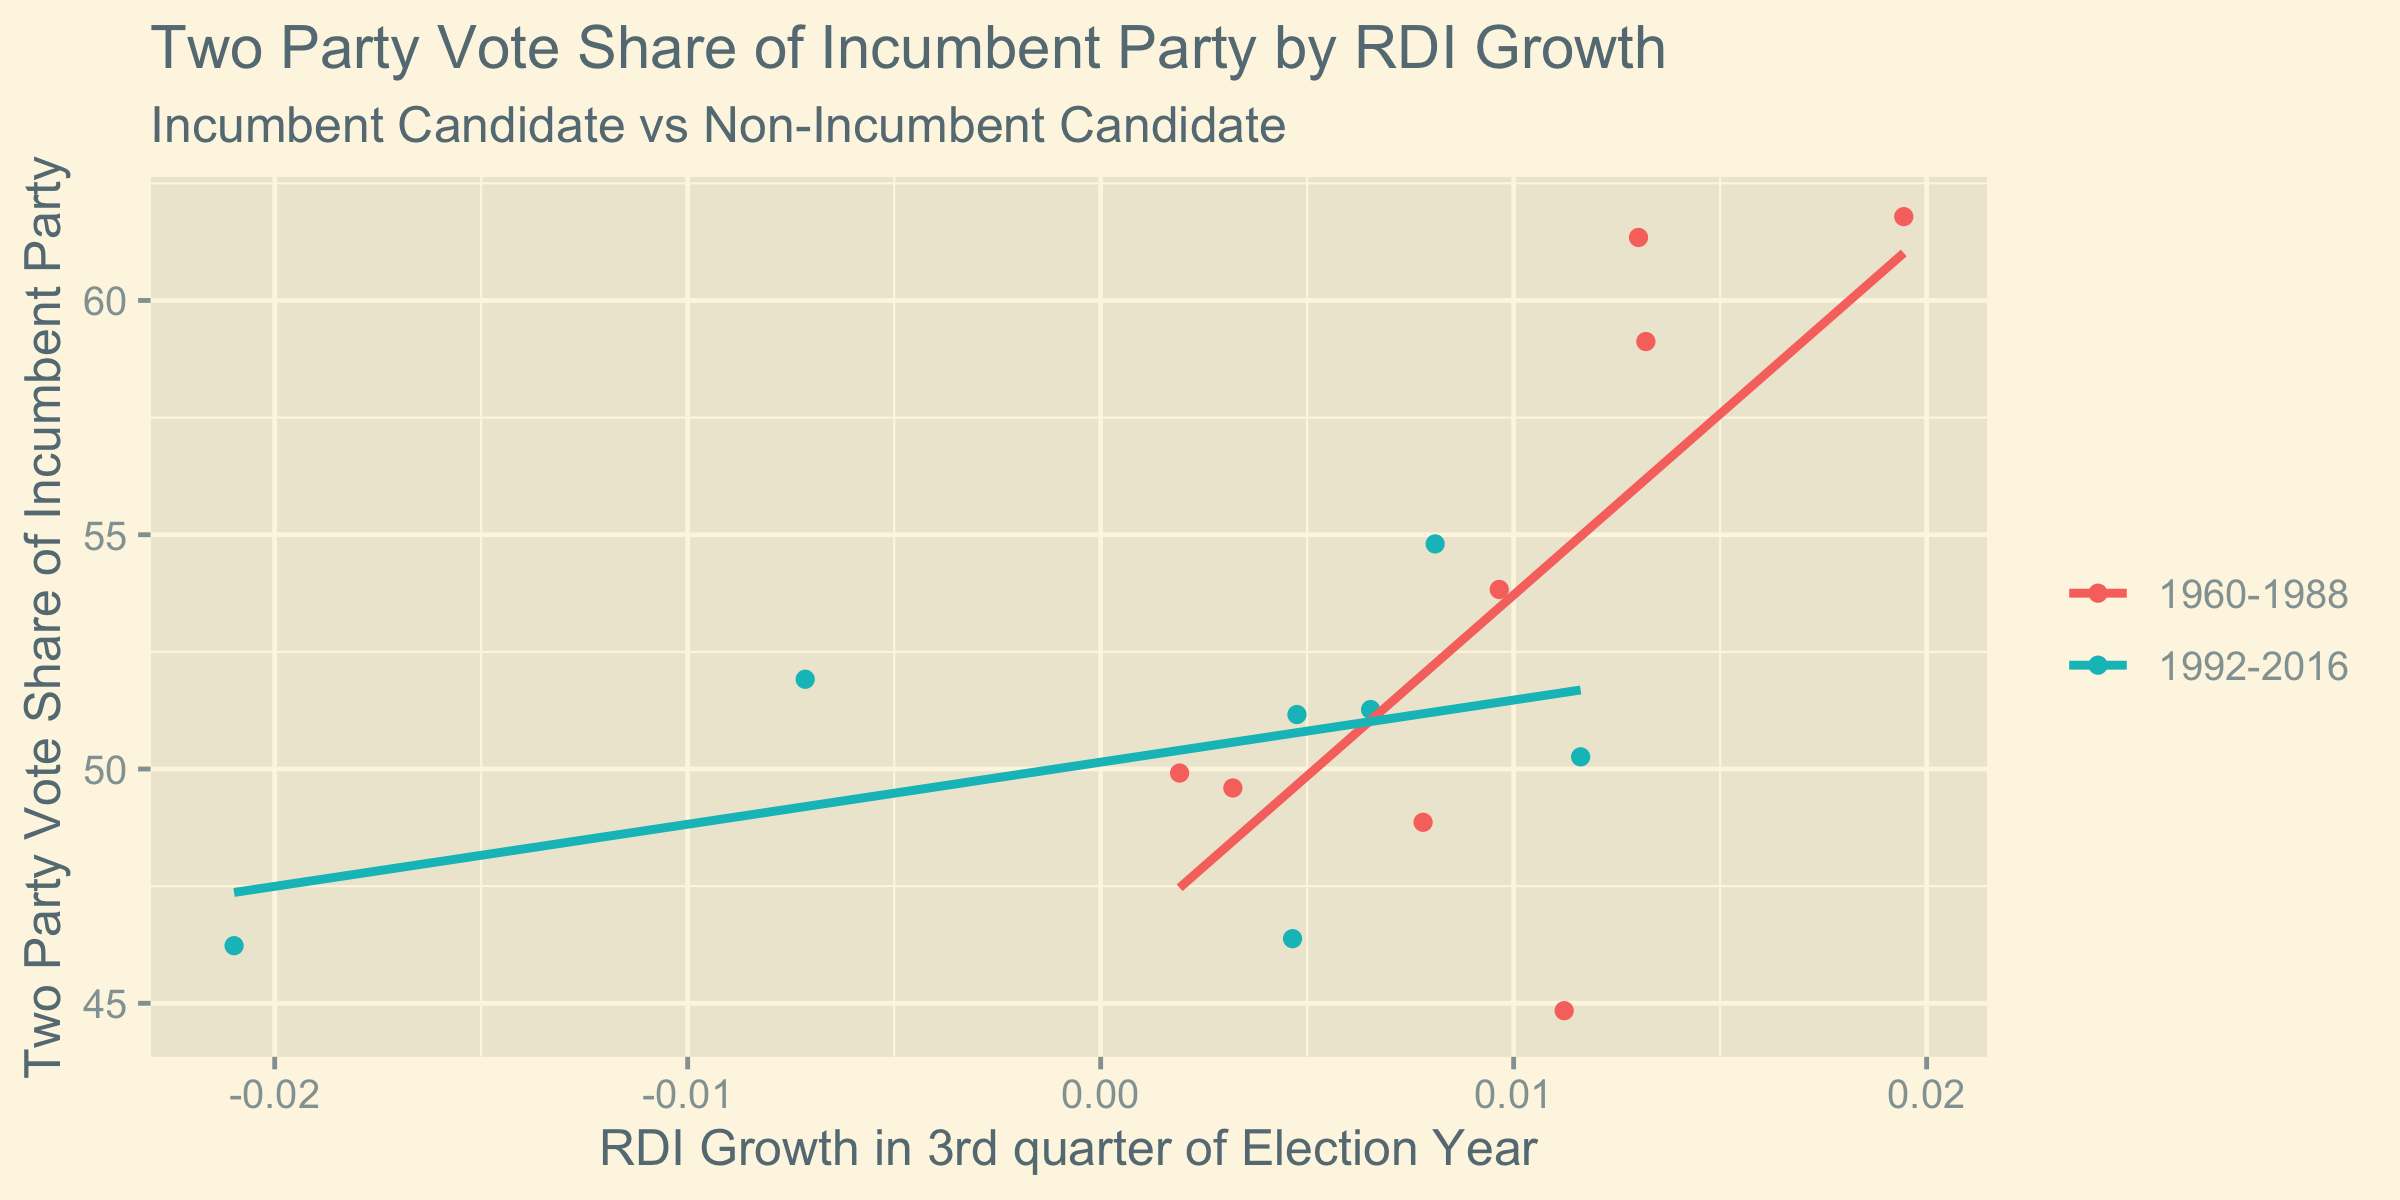 Two Party Vote Share of Incumbent Party by RDI Growth
Incumbent Candidate vs Non-Incumbent Candidate
Two Party Vote Share of Incumbent Party
60
55
50
45
-0.02
-0.01
0.00
0.01
0.02
RDI Growth in 3rd quarter of Election Year
1960-1988
1992-2016